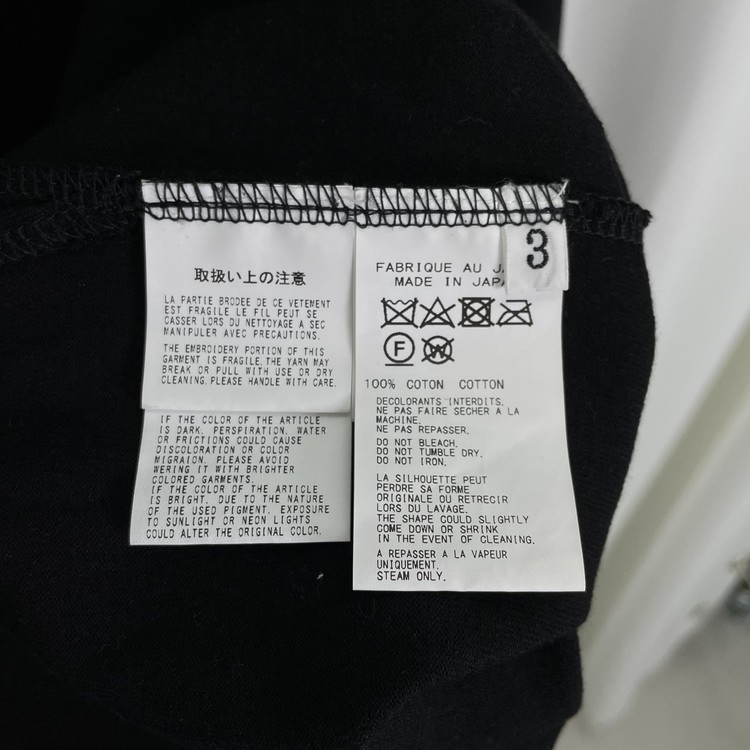 取扱い上の注意
LA PARTIE BRODEE DE CE VETEMENT
EST FRAGILE LE FIL PEUT SE
CASSER LORS DU NETTOYAGE A SEC
MANIPULER AVEC PRECAUTIONS.
THE EMBROIDERY PORTION OF THIS
GARMENT IS FRAGILE. THE YARN MAY
BREAK OR PULL WITH USE OR DRY
CLEANING. PLEASE HANDLE WITH CARE.
IF THE COLOR OF THE ARTICLE
IS DARK. PERSPIRATION. WATER
OR FRICTIONS COULD CAUSE
DISCOLORATION OR COLOR
MIGRAION. PLEASE AVOID
WERING IT WITH BRIGHTER
COLORED GARMENTS.
IF THE COLOR OF THE ARTICLE
IS BRIGHT. DUE TO THE NATURE
OF THE USED PIGMENT. EXPOSURE
TO SUNLIGHT OR NEON LIGHTS
COULD ALTER THE ORIGINAL COLOR.
3
FABRIQUE AU
MADE IN
F
W
100% COTON COTTON
DECOLORANTS INTERDITS.
NE PAS FAIRE SECHER A LA
MACHINE.
NE PAS REPASSER.
DO NOT BLEACH.
DO NOT TUMBLE DRY.
DO NOT IRON.
LA SILHOUETTE PEUT
PERDRE SA FORME
ORIGINALE OU RETRECIR
LORS DU LAVAGE.
THE SHAPE COULD SLIGHTLY
COME DOWN OR SHRINK
IN THE EVENT OF CLEANING.
A REPASSER A LA VAPEUR
UNIQUEMENT.
STEAM ONLY.